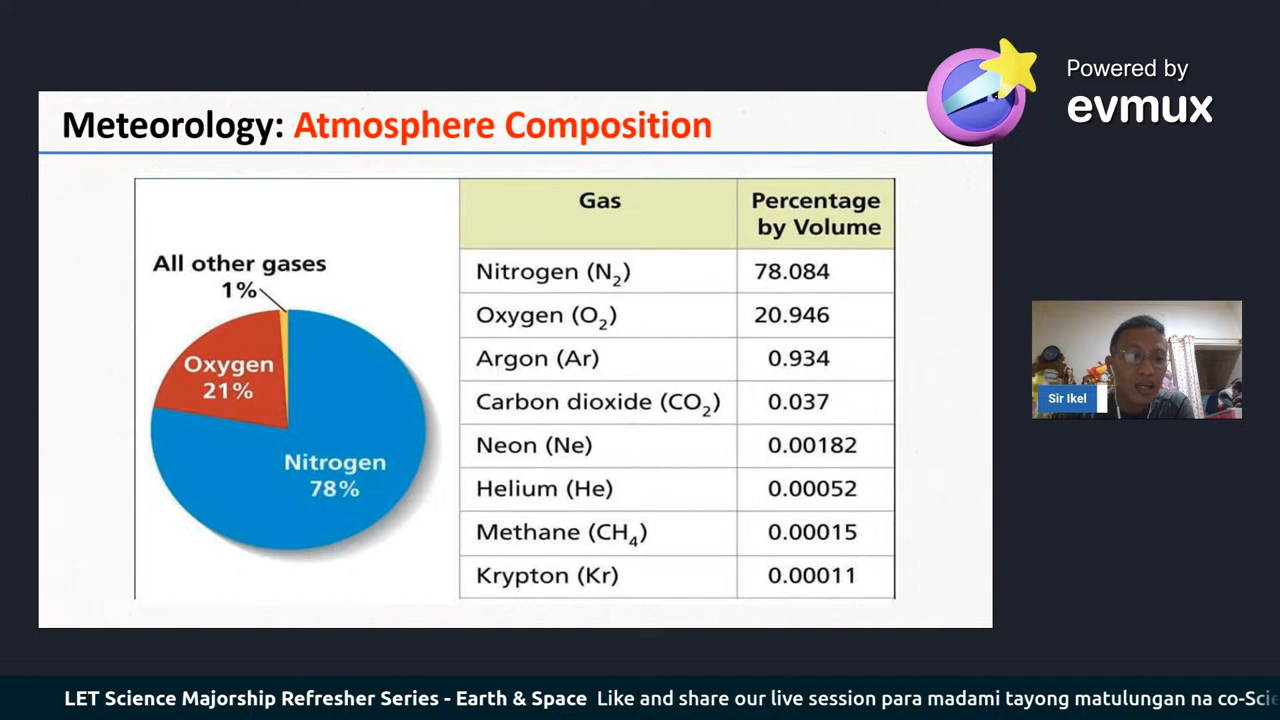 Powered by
evmux
Meteorology: Atmosphere Composition
All other gases
1%
Oxygen
21%
Nitrogen
78%
Gas Percentage by Volume
Nitrogen (N₂) 78.084
Oxygen (O₂) 20.946
Argon (Ar) 0.934
Carbon dioxide (CO₂) 0.037
Neon (Ne) 0.00182
Helium (He) 0.00052
Methane (CH₄) 0.00015
Krypton (Kr) 0.00011
Sir Ikel
LET Science Majorship Refresher Series - Earth & Space Like and share our live session para madami tayong matulungan na co-Scie